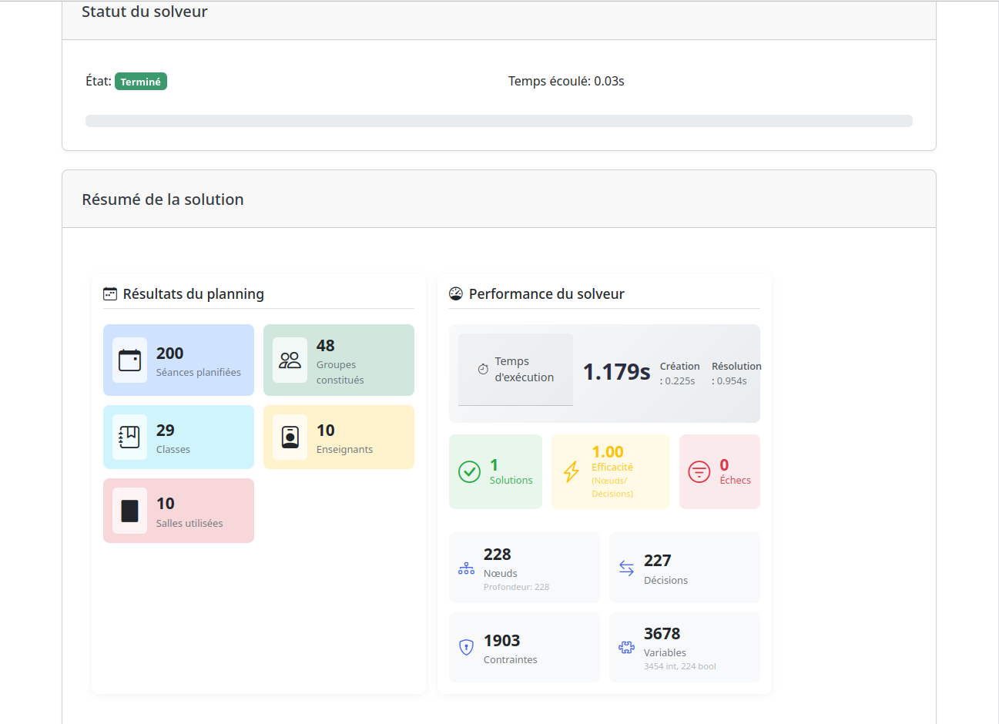 Statut du solveur
État: Terminé
Temps écoulé: 0.03s
Résumé de la solution
Résultats du planning
200
Séances planifiées
48
Groupes
constitués
29
Classes
10
Enseignants
10
Salles utilisées
Performance du solveur
Temps
d'exécution
1.179s
Création
: 0.225s
Résolution
: 0.954s
1
Solutions
1.00
Efficacité
(Nœuds/
Décisions)
0
Échecs
228
Nœuds
Profondeur: 228
227
Décisions
1903
Contraintes
3678
Variables
3454 int, 224 bool